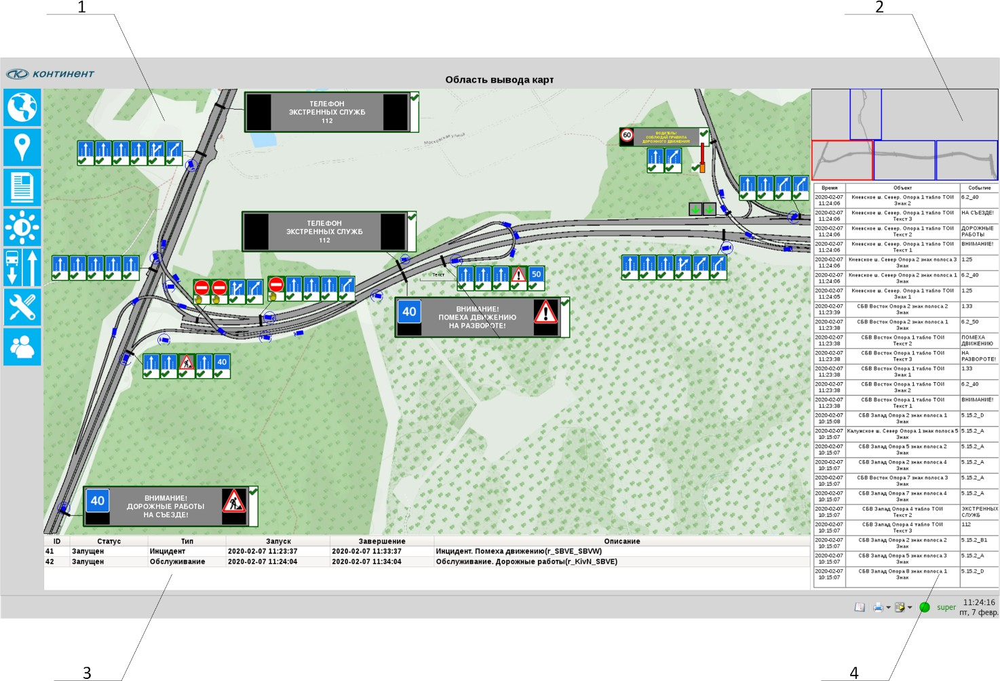 1
2
КОНТИНЕНТ
Область вывода карт
ТЕЛЕФОН
ЭКСТРЕННЫХ СЛУЖБ
112
Московская улица
60
ВОДИТЕЛЬ!
СОБЛЮДАЙ ПРАВИЛА
ДОРОЖНОГО ДВИЖЕНИЯ!
ТЕЛЕФОН
ЭКСТРЕННЫХ СЛУЖБ
112
Текст
50
40
ВНИМАНИЕ!
ПОМЕХА ДВИЖЕНИЮ
НА РАЗВОРОТЕ!
40
40
ВНИМАНИЕ!
ДОРОЖНЫЕ РАБОТЫ
НА СЪЕЗДЕ!
ID Статус Тип Запуск Завершение Описание
41 Запущен Инцидент 2020-02-07 11:23:37 2020-02-07 11:33:37 Инцидент. Помеха движению(r_SBVE_SBVW)
42 Запущен Обслуживание 2020-02-07 11:24:04 2020-02-07 11:34:04 Обслуживание. Дорожные работы(r_KivN_SBVE)
Время Объект Событие
2020-02-07 Киевское ш. Север. Опора 1 табло ТОИ 6.2_40
11:24:06 Знак 2
2020-02-07 Киевское ш. Север. Опора 1 табло ТОИ НА СЪЕЗДЕ!
11:24:06 Текст 3
2020-02-07 Киевское ш. Север. Опора 1 табло ТОИ ДОРОЖНЫЕ
11:24:06 Текст 2 РАБОТЫ
2020-02-07 Киевское ш. Север. Опора 1 табло ТОИ ВНИМАНИЕ!
11:24:06 Текст 1
2020-02-07 Киевское ш. Север Опора 2 знак полоса 3 1.25
11:24:06 Знак
2020-02-07 Киевское ш. Север Опора 2 знак полоса 1 6.2_40
11:24:06 Знак
2020-02-07 Киевское ш. Север. Опора 1 табло ТОИ 1.25
11:24:05 Знак 1
2020-02-07 СБВ Восток Опора 2 знак полоса 2 1.33
11:23:39 Знак
2020-02-07 СБВ Восток Опора 2 знак полоса 1 6.2_50
11:23:38 Знак
2020-02-07 СБВ Восток Опора 1 табло ТОИ ПОМЕХА
11:23:38 Текст 2 ДВИЖЕНИЮ
2020-02-07 СБВ Восток Опора 1 табло ТОИ НА
11:23:38 Текст 3 РАЗВОРОТЕ!
2020-02-07 СБВ Восток Опора 1 табло ТОИ 1.33
11:23:38 Знак 1
2020-02-07 СБВ Восток Опора 1 табло ТОИ 6.2_40
11:23:38 Знак 2
2020-02-07 СБВ Восток Опора 1 табло ТОИ ВНИМАНИЕ!
11:23:38 Текст 1
2020-02-07 СБВ Запад Опора 2 знак полоса 1 5.15.2_D
11:15:08 Знак
2020-02-07 Калужское ш. Север Опора 1 знак полоса 5 5.15.2_A
10:15:07 Знак
2020-02-07 СБВ Запад Опора 5 знак полоса 2 5.15.2_A
10:15:07 Знак
2020-02-07 СБВ Запад Опора 2 знак полоса 4 5.15.2_A
10:15:07 Знак
2020-02-07 СБВ Восток Опора 7 знак полоса 3 5.15.2_A
10:15:07 Знак
2020-02-07 СБВ Запад Опора 7 знак полоса 4 5.15.2_A
10:15:07 Знак
2020-02-07 СБВ Запад Опора 4 табло ТОИ ЭКСТРЕННЫХ
10:15:07 Текст 2 СЛУЖБ
2020-02-07 СБВ Запад Опора 4 табло ТОИ 112
10:15:07 Текст 3
2020-02-07 СБВ Запад Опора 2 знак полоса 2 5.15.2_B1
10:15:07 Знак
2020-02-07 СБВ Запад Опора 5 знак полоса 3 5.15.2_A
10:15:07 Знак
2020-02-07 СБВ Запад Опора 8 знак полоса 1 5.15.2_D
10:15:07 Знак
super
11:24:16
пт, 7 февр.
3
4